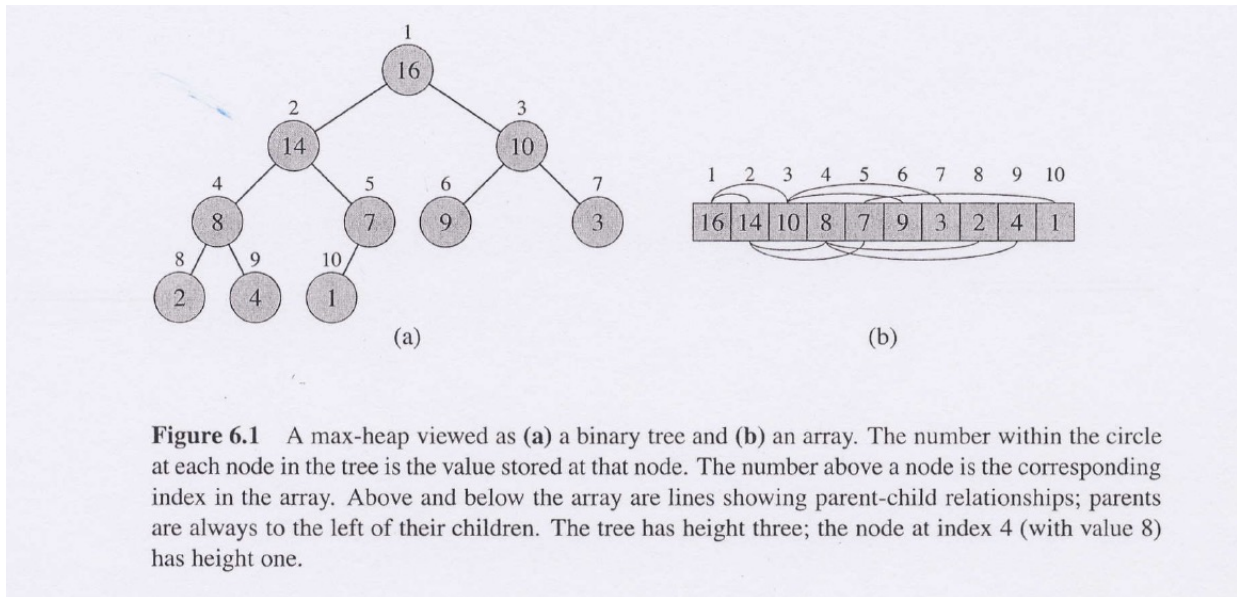 1
16
2
3
14
10
4
5
6
7
8
7
9
3
8
9
10
2
4
1
(a)
1 2 3 4 5 6 7 8 9 10
16 14 10 8 7 9 3 2 4 1
(b)
Figure 6.1 A max-heap viewed as (a) a binary tree and (b) an array. The number within the circle
at each node in the tree is the value stored at that node. The number above a node is the corresponding
index in the array. Above and below the array are lines showing parent-child relationships; parents
are always to the left of their children. The tree has height three; the node at index 4 (with value 8)
has height one.